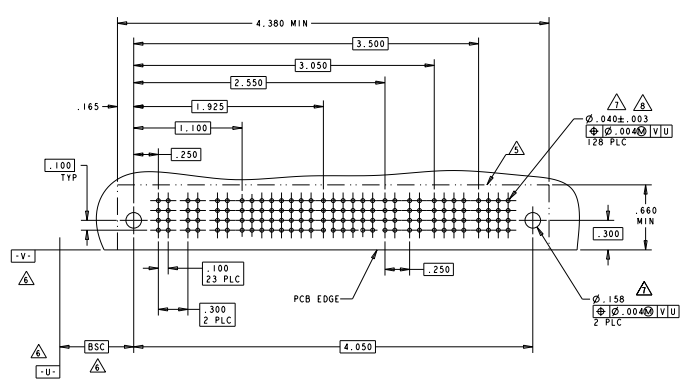 4.380 MIN
3.500
3.050
2.550
.165
1.925
1.100
.250
7 8
Ø.040±.003
⌖ Ø.004Ⓜ V U
128 PLC
5
.100
TYP
.660
MIN
.300
-V-
6
.100
23 PLC
.250
.300
2 PLC
PCB EDGE
7
Ø.158
⌖ Ø.004Ⓜ V U
2 PLC
6
BSC
4.050
6
-U-